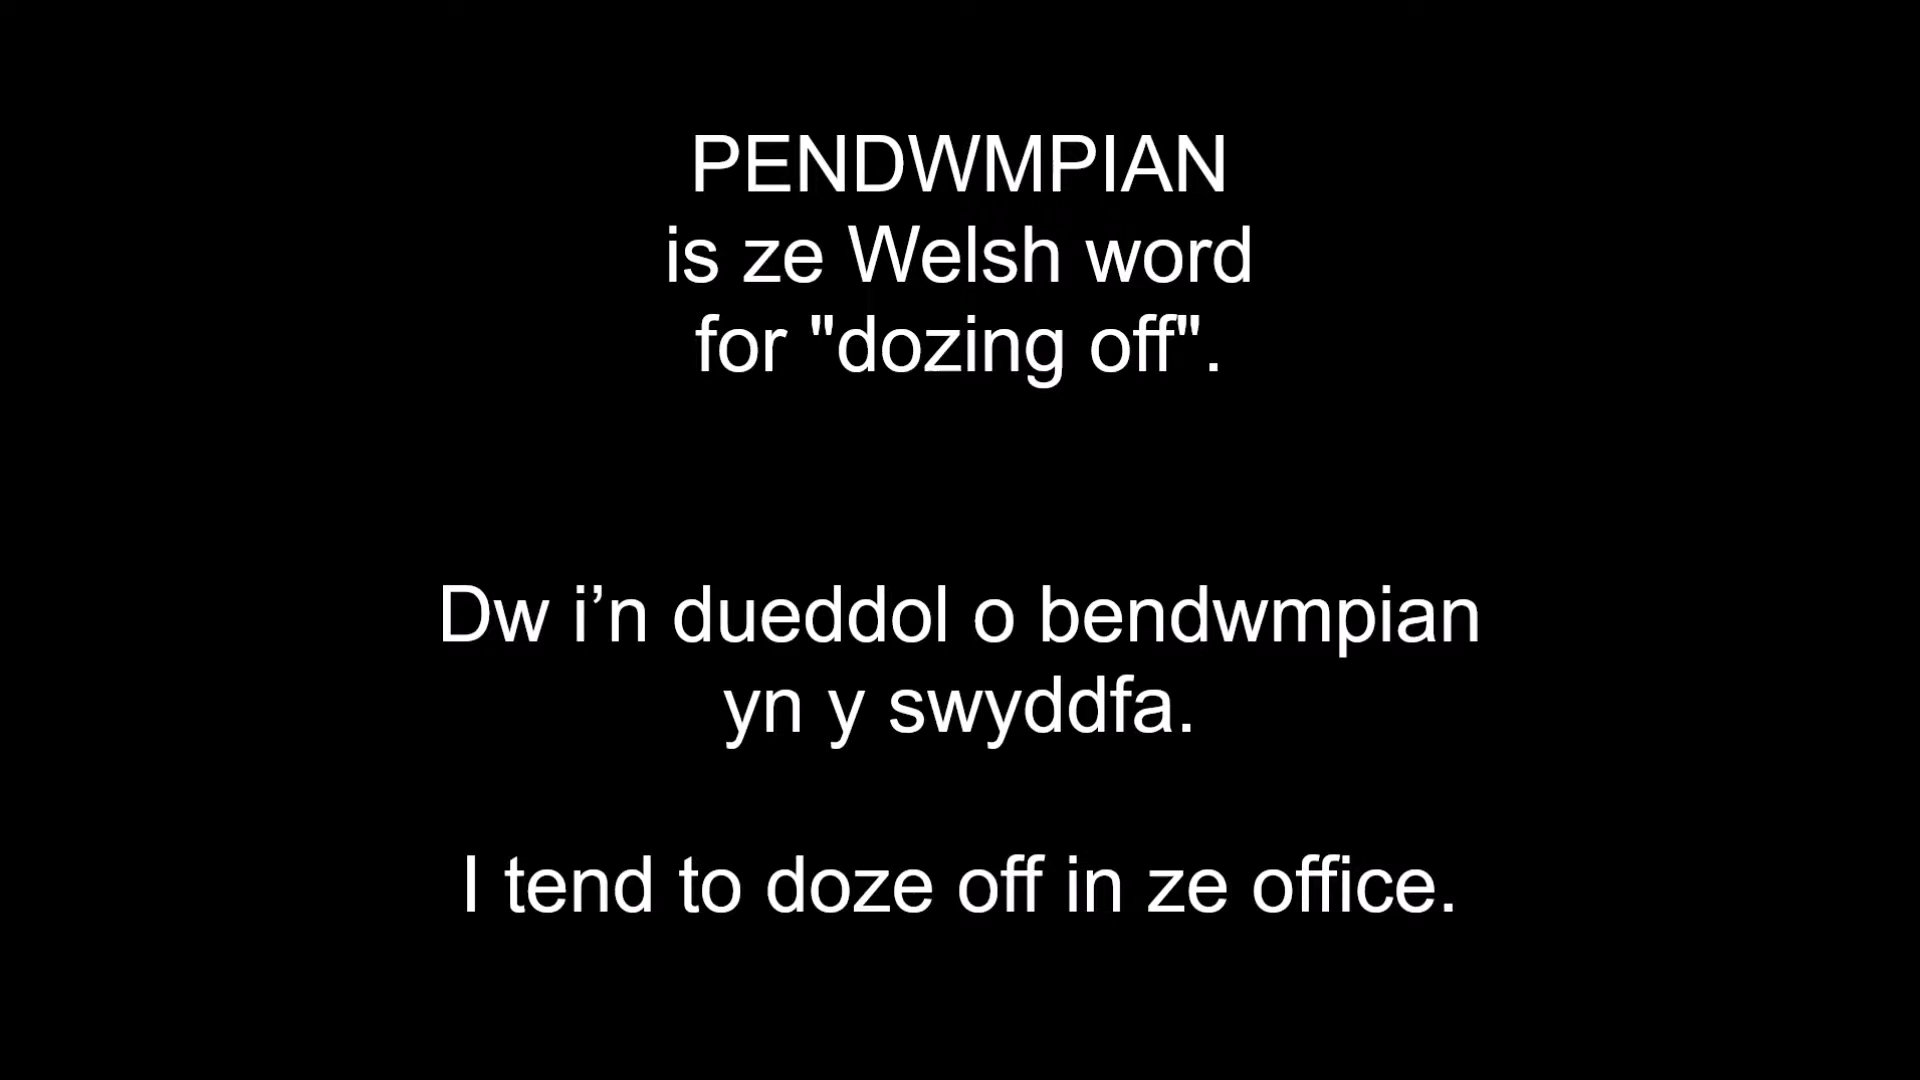 PENDWMPIAN
is ze Welsh word
for "dozing off".
Dw i’n dueddol o bendwmpian
yn y swyddfa.
I tend to doze off in ze office.